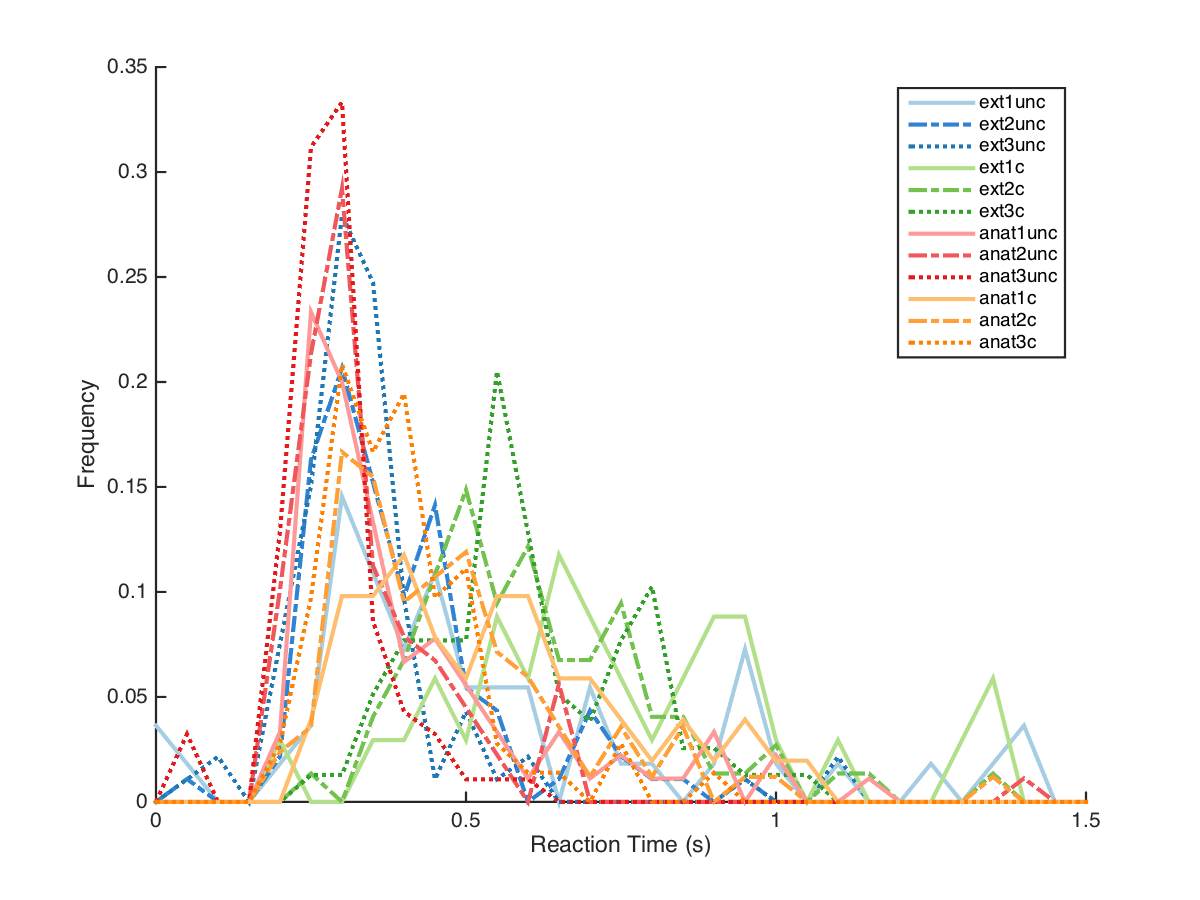 0.35
0.3
0.25
0.2
0.15
0.1
0.05
0
Frequency
0
0.5
1
1.5
Reaction Time (s)
ext1unc
ext2unc
ext3unc
ext1c
ext2c
ext3c
anat1unc
anat2unc
anat3unc
anat1c
anat2c
anat3c